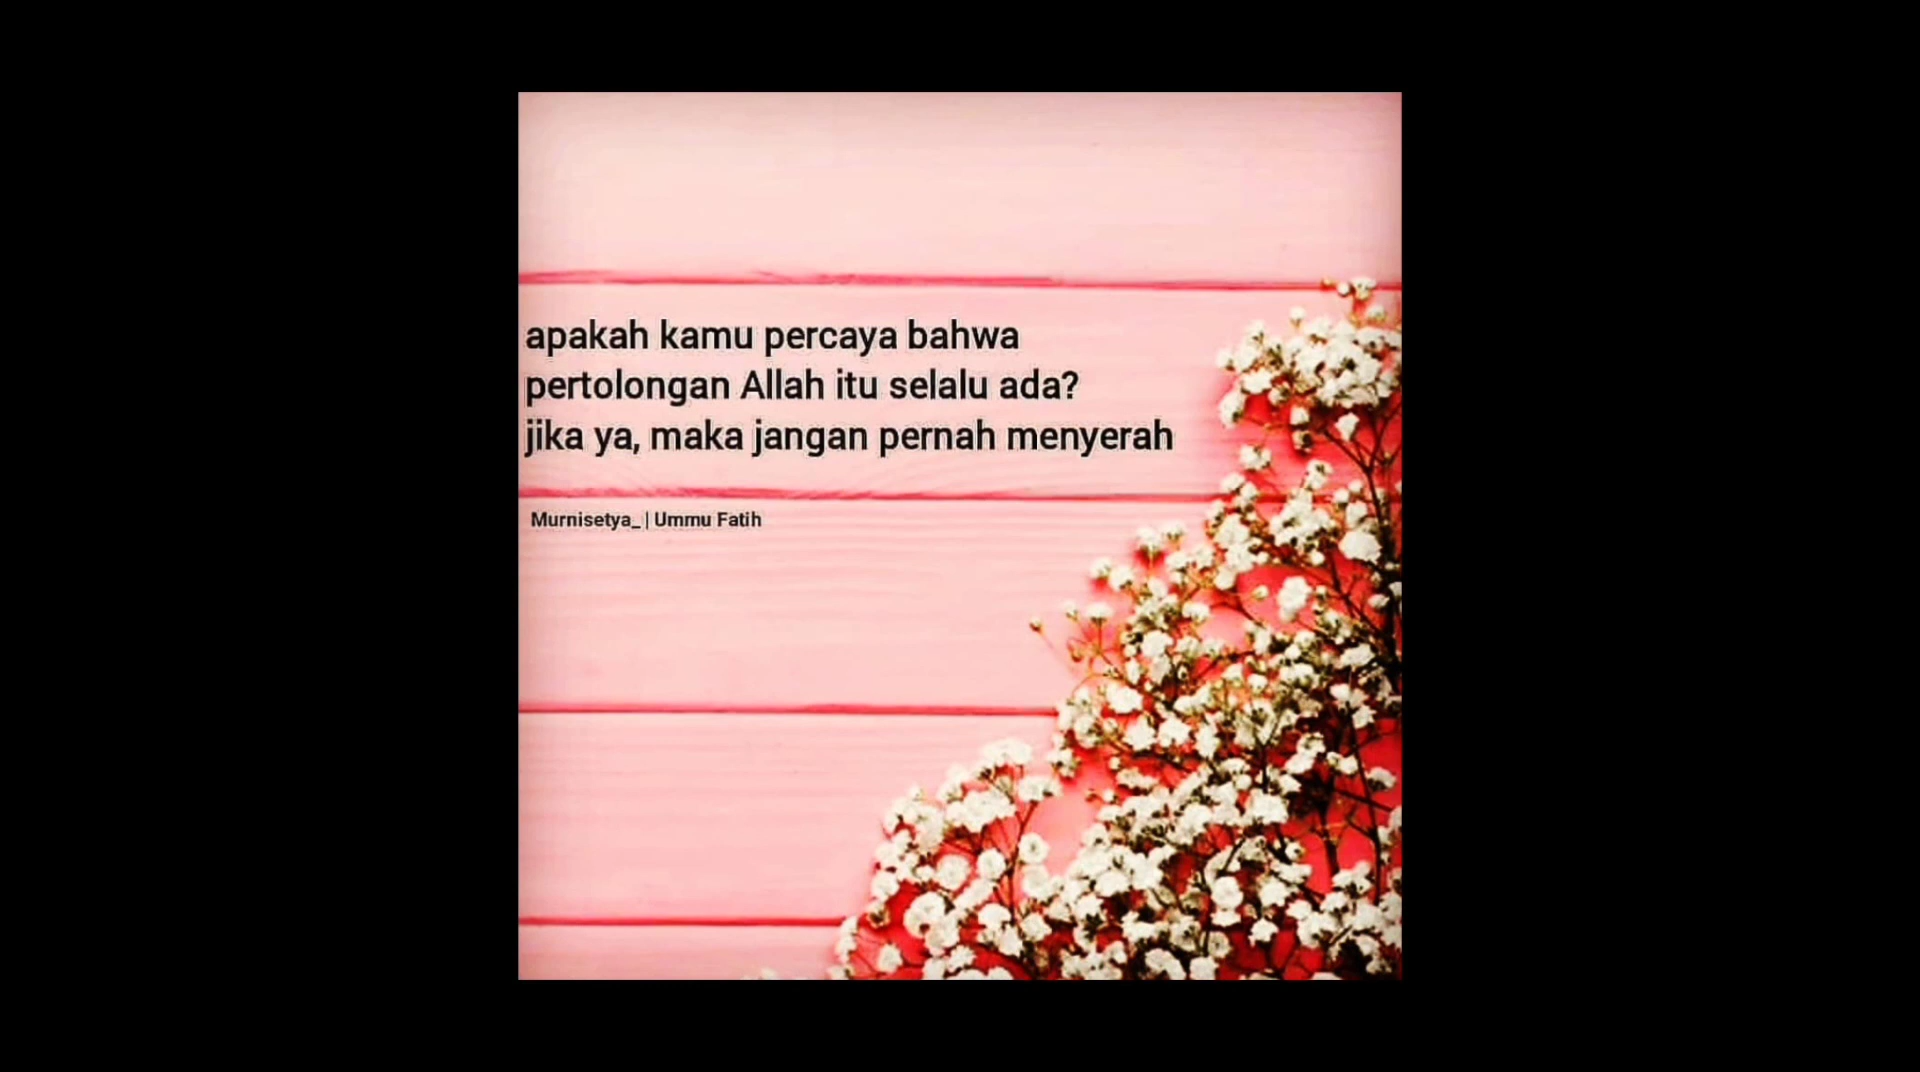 apakah kamu percaya bahwa
pertolongan Allah itu selalu ada?
jika ya, maka jangan pernah menyerah
Murnisetya_ | Ummu Fatih